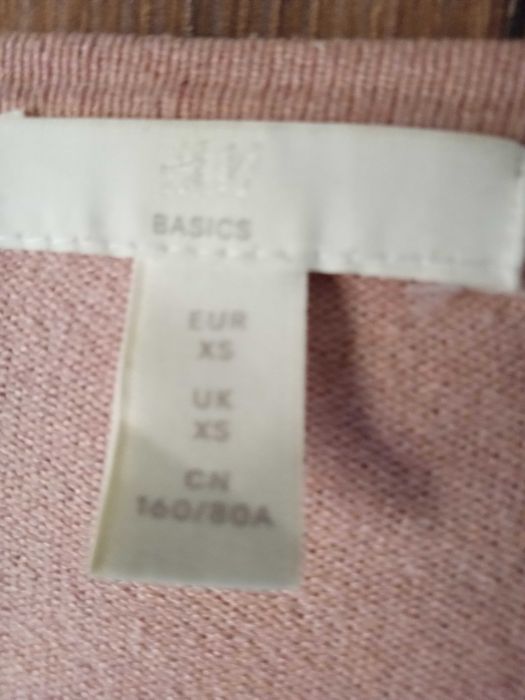 BASICS
EUR
XS
UK
XS
CN
160/80A